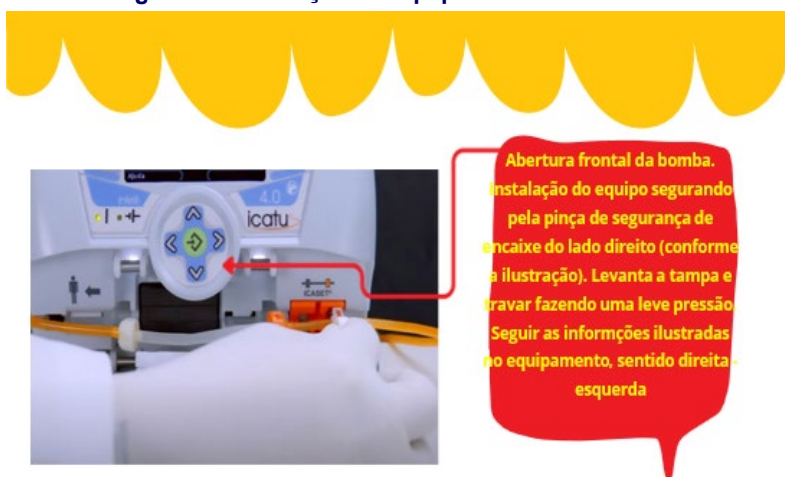 Ajuda
inteli
4.0
icatu
ICASET
Abertura frontal da bomba.
Instalação do equipo segurando
pela pinça de segurança de
encaixe do lado direito (conforme
a ilustração). Levanta a tampa e
travar fazendo uma leve pressão.
Seguir as informções ilustradas
no equipamento, sentido direita -
esquerda